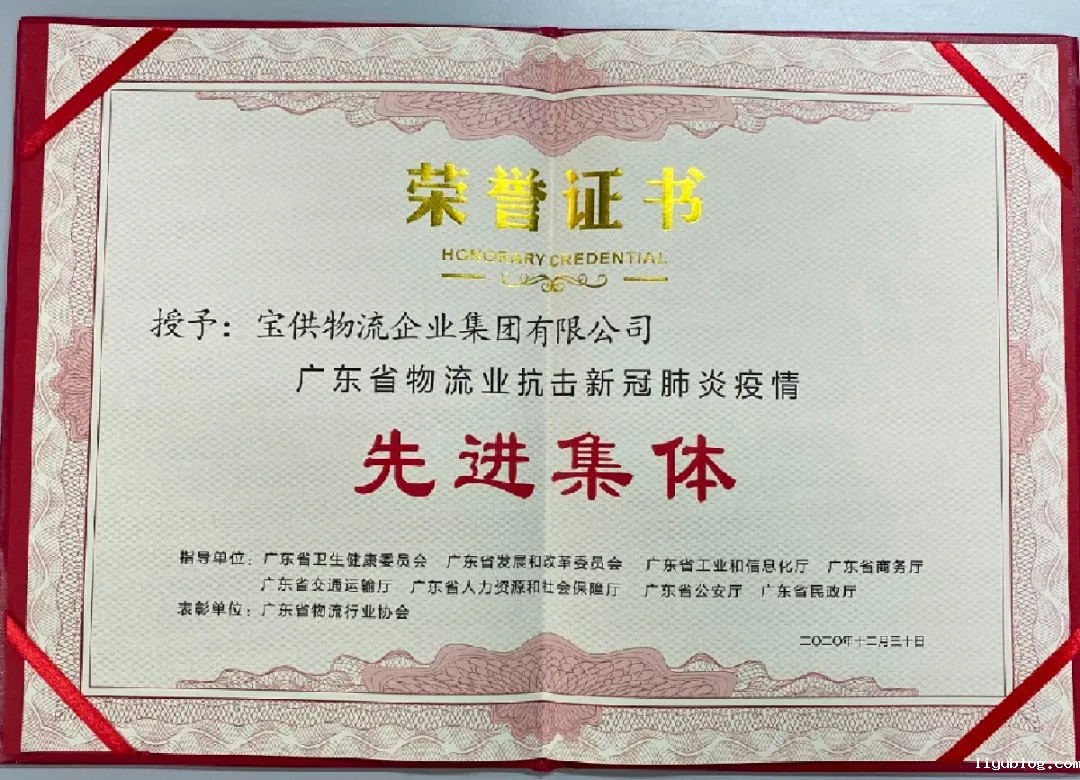 荣誉证书
HONORARY CREDENTIAL
授予：宝供物流企业集团有限公司
广东省物流业抗击新冠肺炎疫情
先进集体
指导单位：广东省卫生健康委员会 广东省发展和改革委员会 广东省工业和信息化厅 广东省商务厅
广东省交通运输厅 广东省人力资源和社会保障厅 广东省公安厅 广东省民政厅
表彰单位：广东省物流行业协会
二〇二〇年十二月三十日
liyublog.com